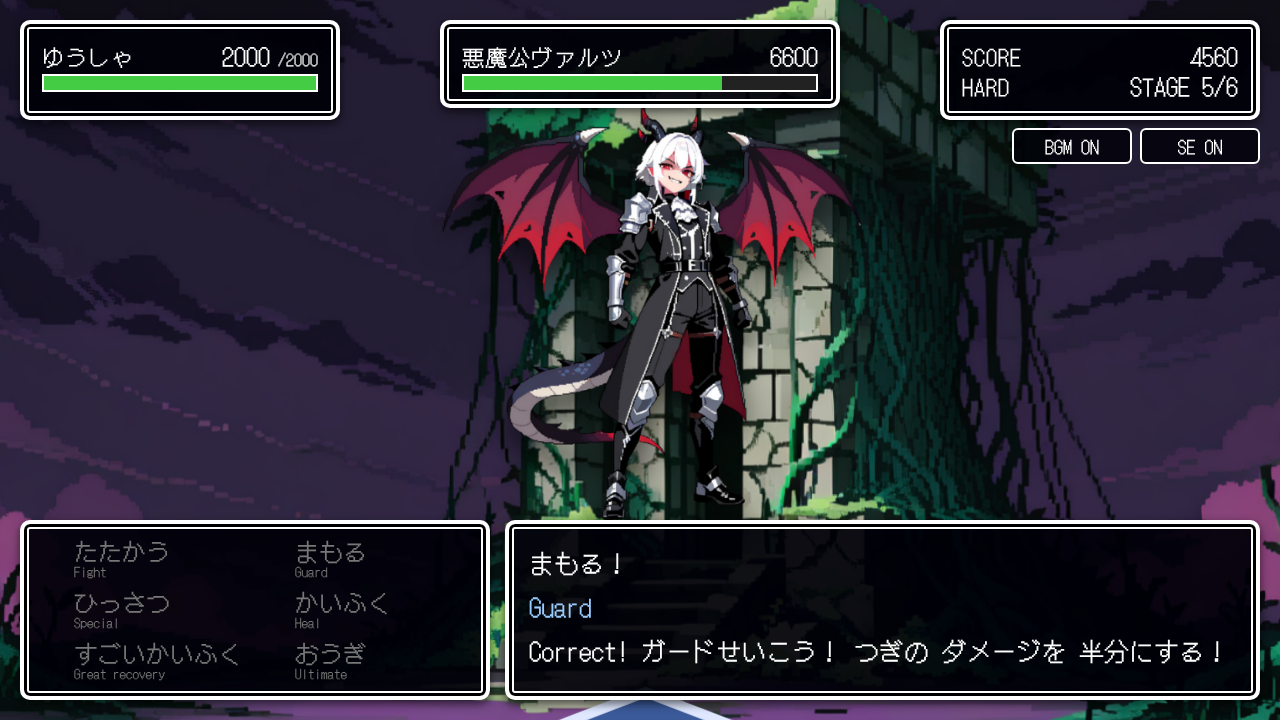 ゆうしゃ 2000 /2000
悪魔公ヴァルツ 6600
SCORE 4560
HARD STAGE 5/6
BGM ON SE ON
たたかう まもる
Fight Guard
ひっさつ かいふく
Special Heal
すごいかいふく おうぎ
Great recovery Ultimate
まもる！
Guard
Correct! ガードせいこう！ つぎの ダメージを 半分にする！